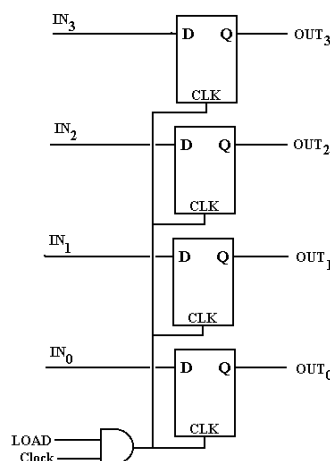 IN3 D Q OUT3
CLK
IN2 D Q OUT2
CLK
IN1 D Q OUT1
CLK
IN0 D Q OUT0
CLK
LOAD
Clock